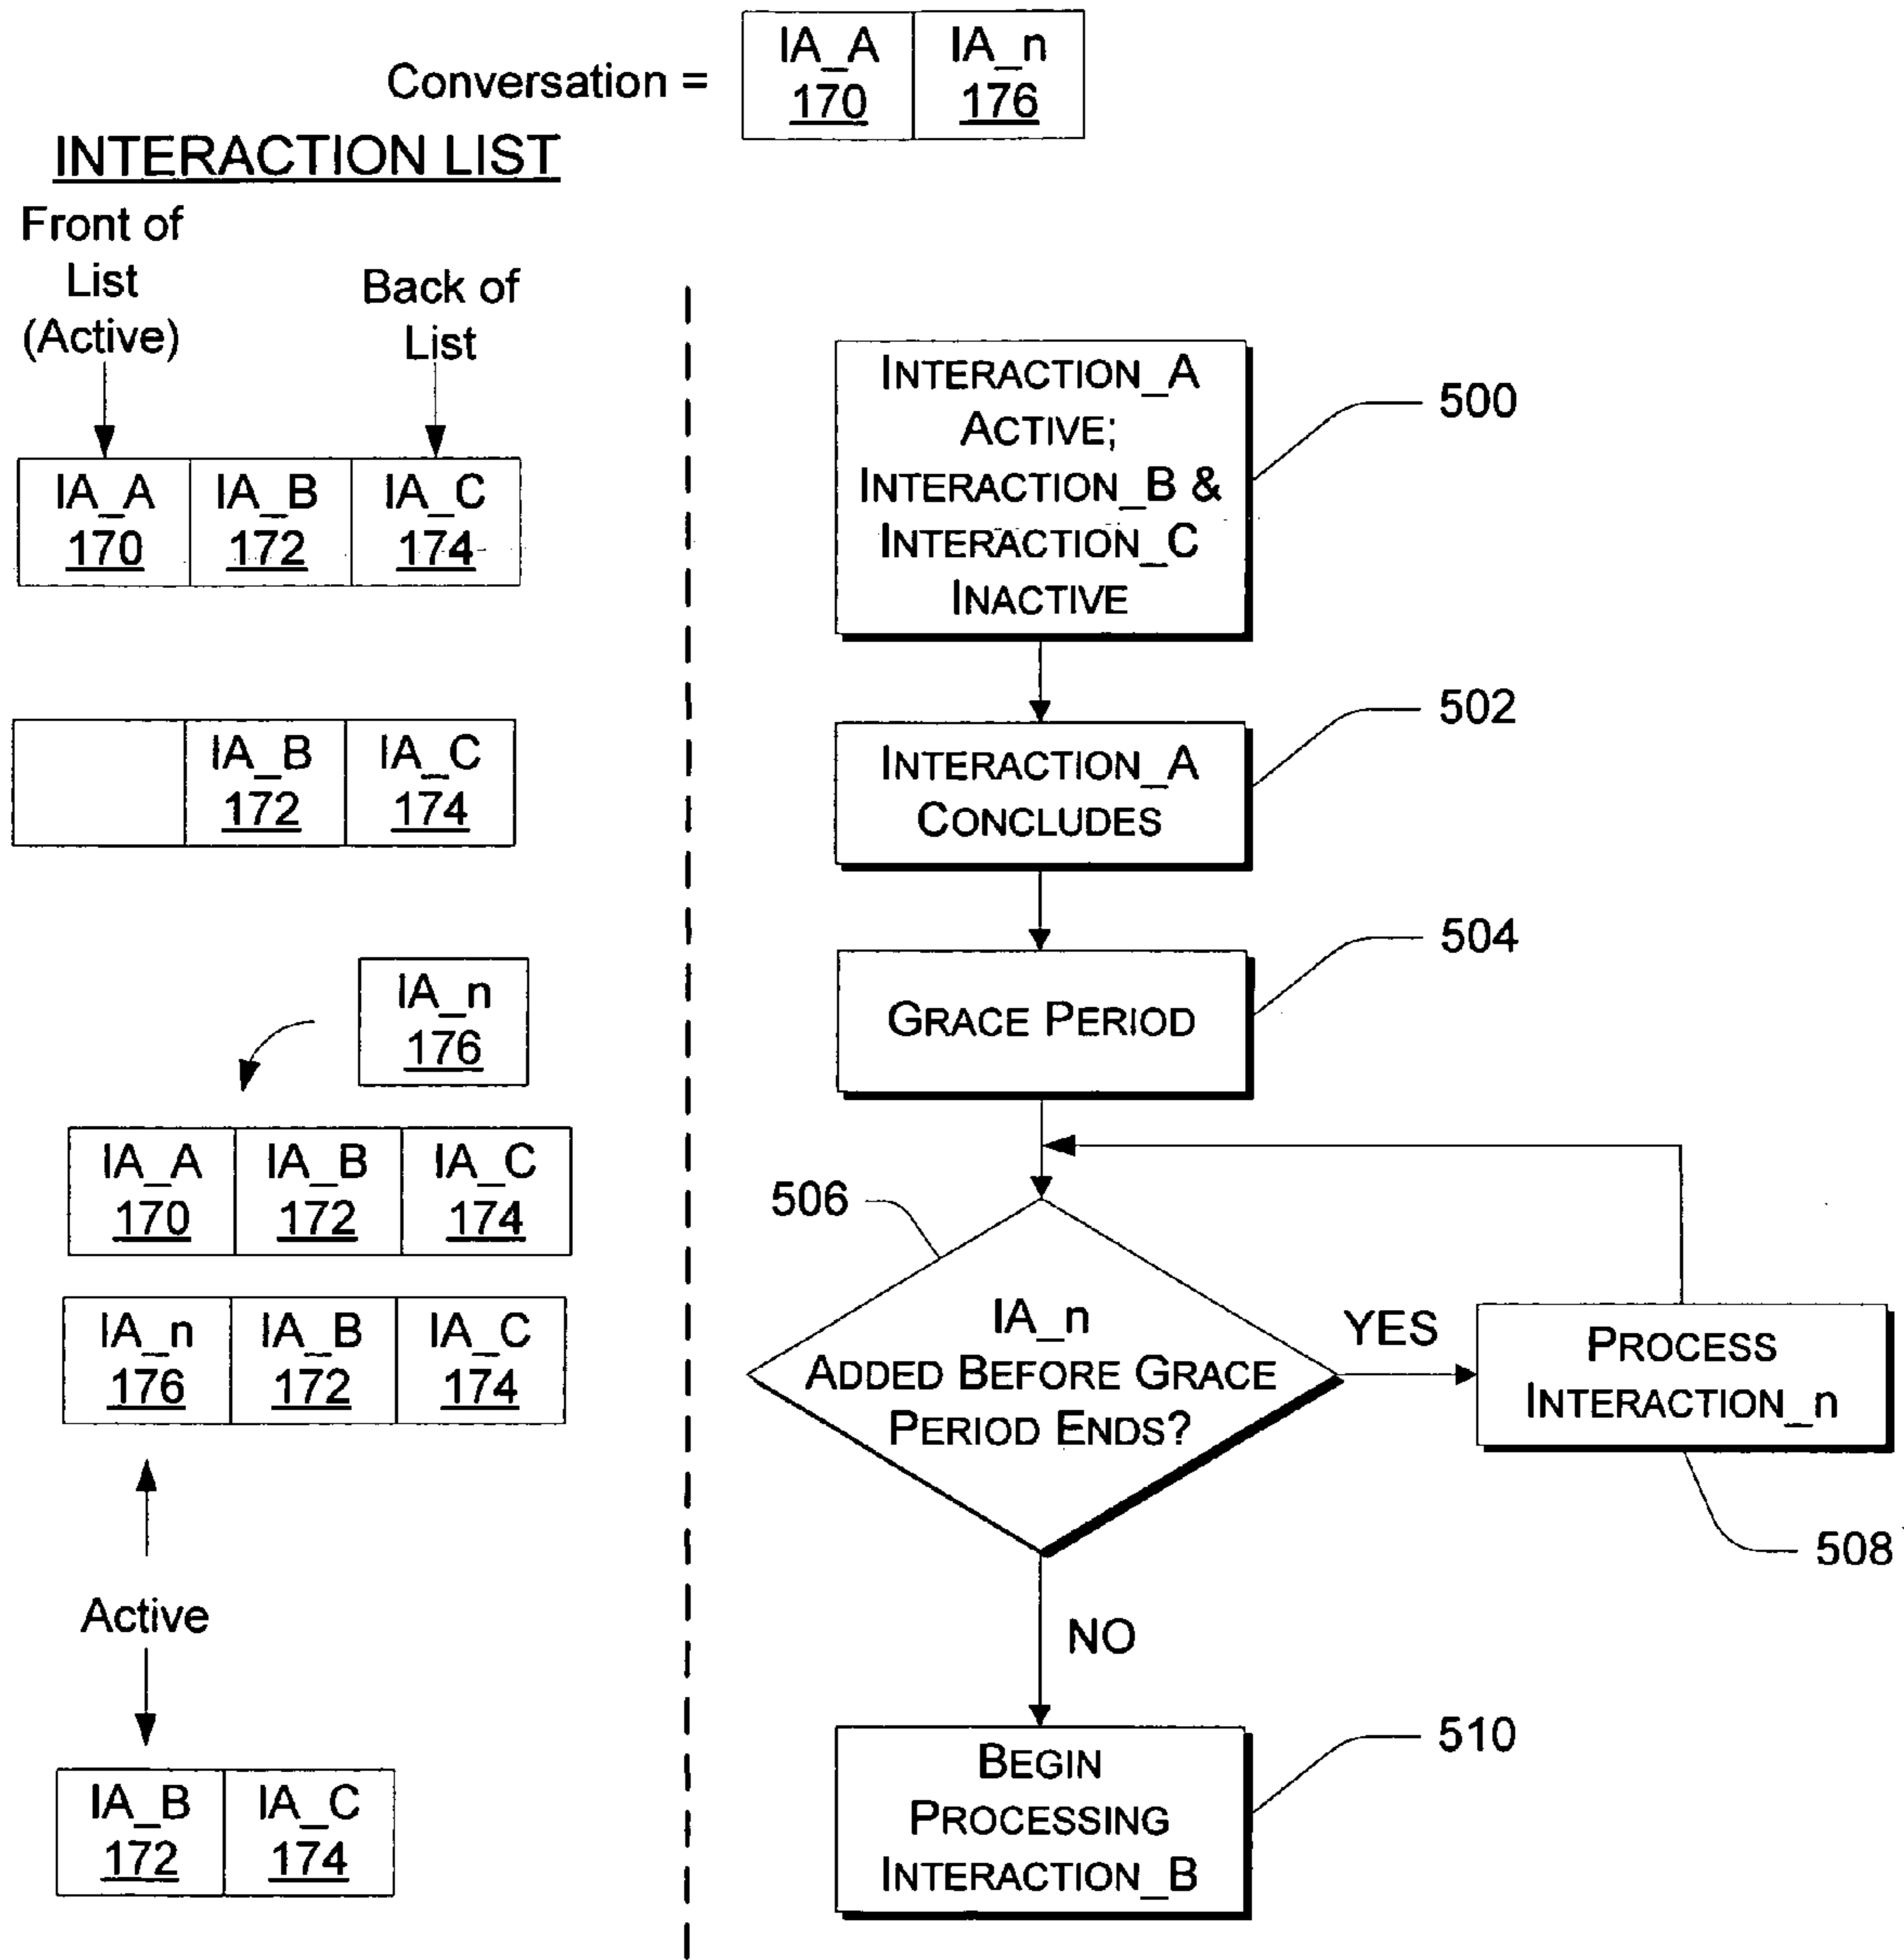 Conversation =
IA_A IA_n
170 176
INTERACTION LIST
Front of
List
(Active)
Back of
List
IA_A IA_B IA_C
170 172 174
INTERACTION_A
ACTIVE;
INTERACTION_B &
INTERACTION_C
INACTIVE
500
IA_B IA_C
172 174
INTERACTION_A
CONCLUDES
502
GRACE PERIOD
504
IA_n
176
IA_A IA_B IA_C
170 172 174
IA_n IA_B IA_C
176 172 174
506
IA_n
ADDED BEFORE GRACE
PERIOD ENDS?
YES
PROCESS
INTERACTION_n
508
Active
NO
IA_B IA_C
172 174
BEGIN
PROCESSING
INTERACTION_B
510